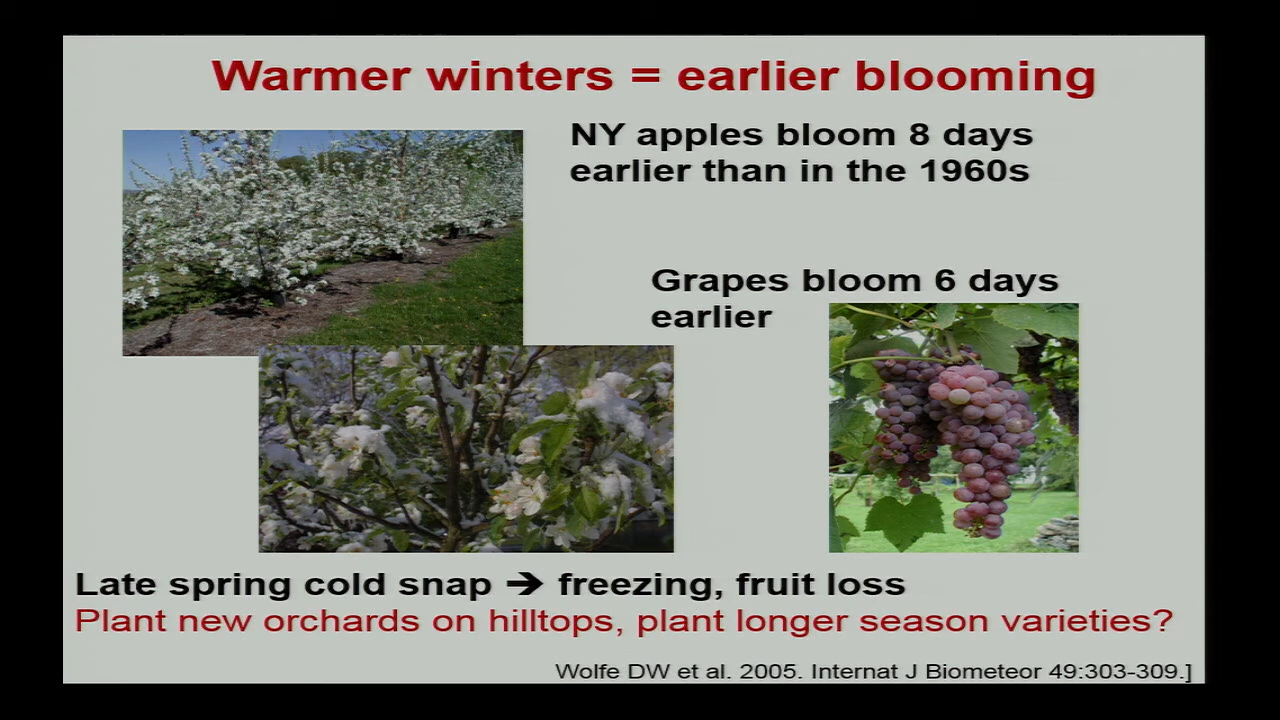 Warmer winters = earlier blooming
NY apples bloom 8 days
earlier than in the 1960s
Grapes bloom 6 days
earlier
Late spring cold snap ➔ freezing, fruit loss
Plant new orchards on hilltops, plant longer season varieties?
Wolfe DW et al. 2005. Internat J Biometeor 49:303-309.]